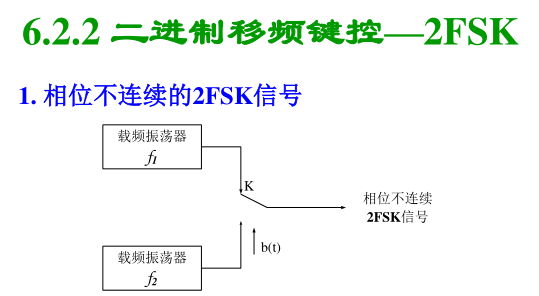 6.2.2 二进制移频键控—2FSK
1. 相位不连续的2FSK信号
载频振荡器
f1
K
相位不连续
2FSK信号
b(t)
载频振荡器
f2